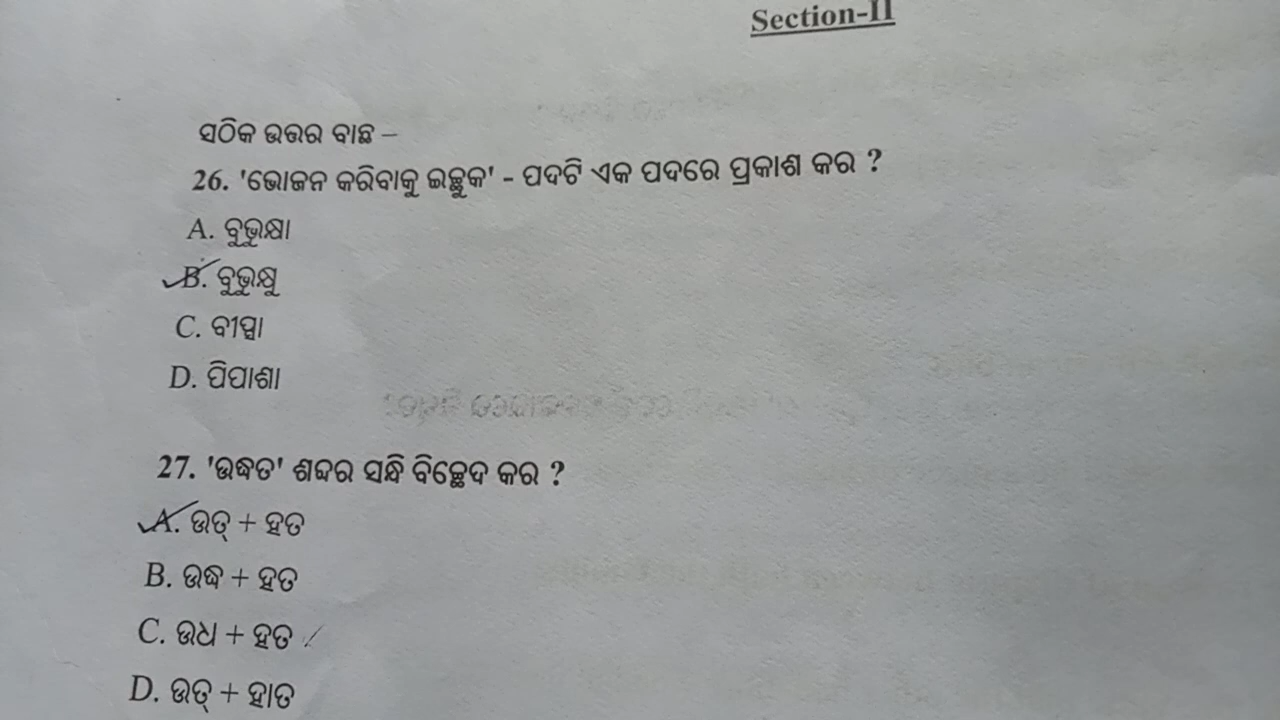 Section-II
ସଠିକ ଉତ୍ତର ବାଛ –
26. 'ଭୋଜନ କରିବାକୁ ଇଚ୍ଛୁକ' - ପଦଟି ଏକ ପଦରେ ପ୍ରକାଶ କର ?
A. ବୁଭୁକ୍ଷା
B. ବୁଭୁକ୍ଷୁ
C. ବୀପ୍ସା
D. ପିପାଶା
27. 'ଉଦ୍ଧତ' ଶବ୍ଦର ସନ୍ଧି ବିଚ୍ଛେଦ କର ?
A. ଉତ୍ + ହତ
B. ଉଦ୍ଧ + ହତ
C. ଉଧ + ହତ
D. ଉତ୍ + ହାତ